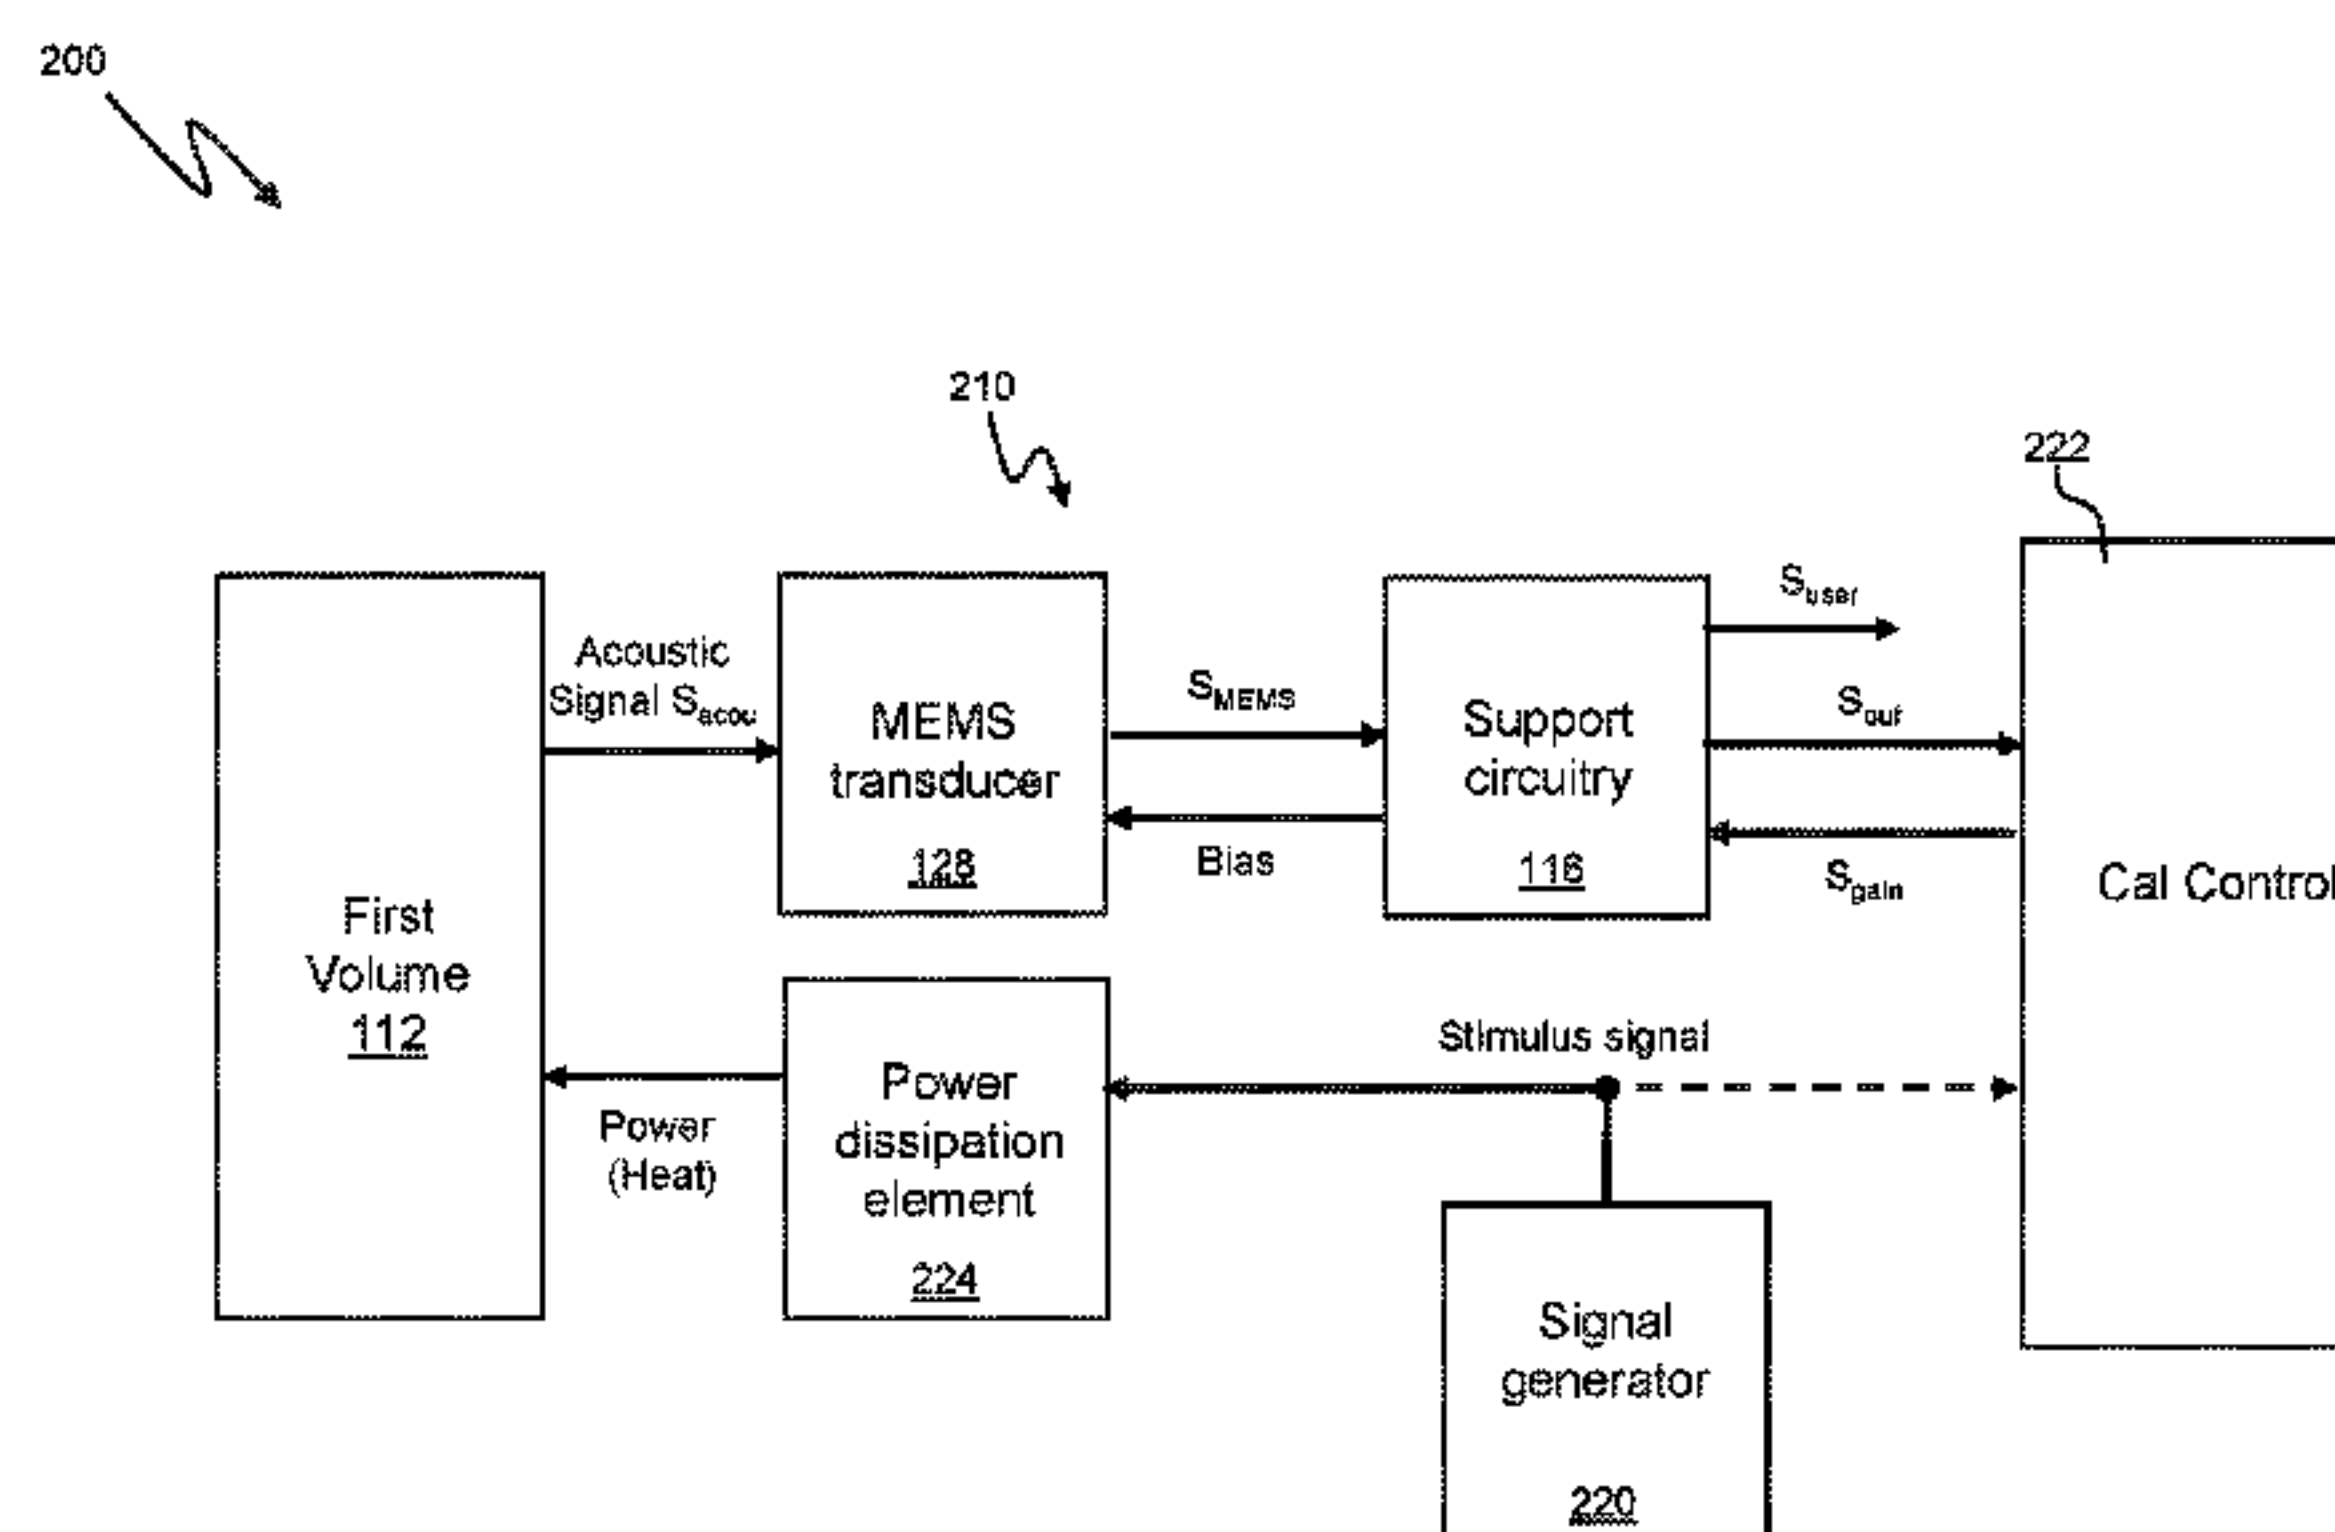 200
210
222
Acoustic
Signal Sacou
MEMS
transducer
128
SMEMS
Bias
Support
circuitry
116
Suser
Sout
Sgain
Cal Control
First
Volume
112
Power
(Heat)
Power
dissipation
element
224
Stimulus signal
Signal
generator
220